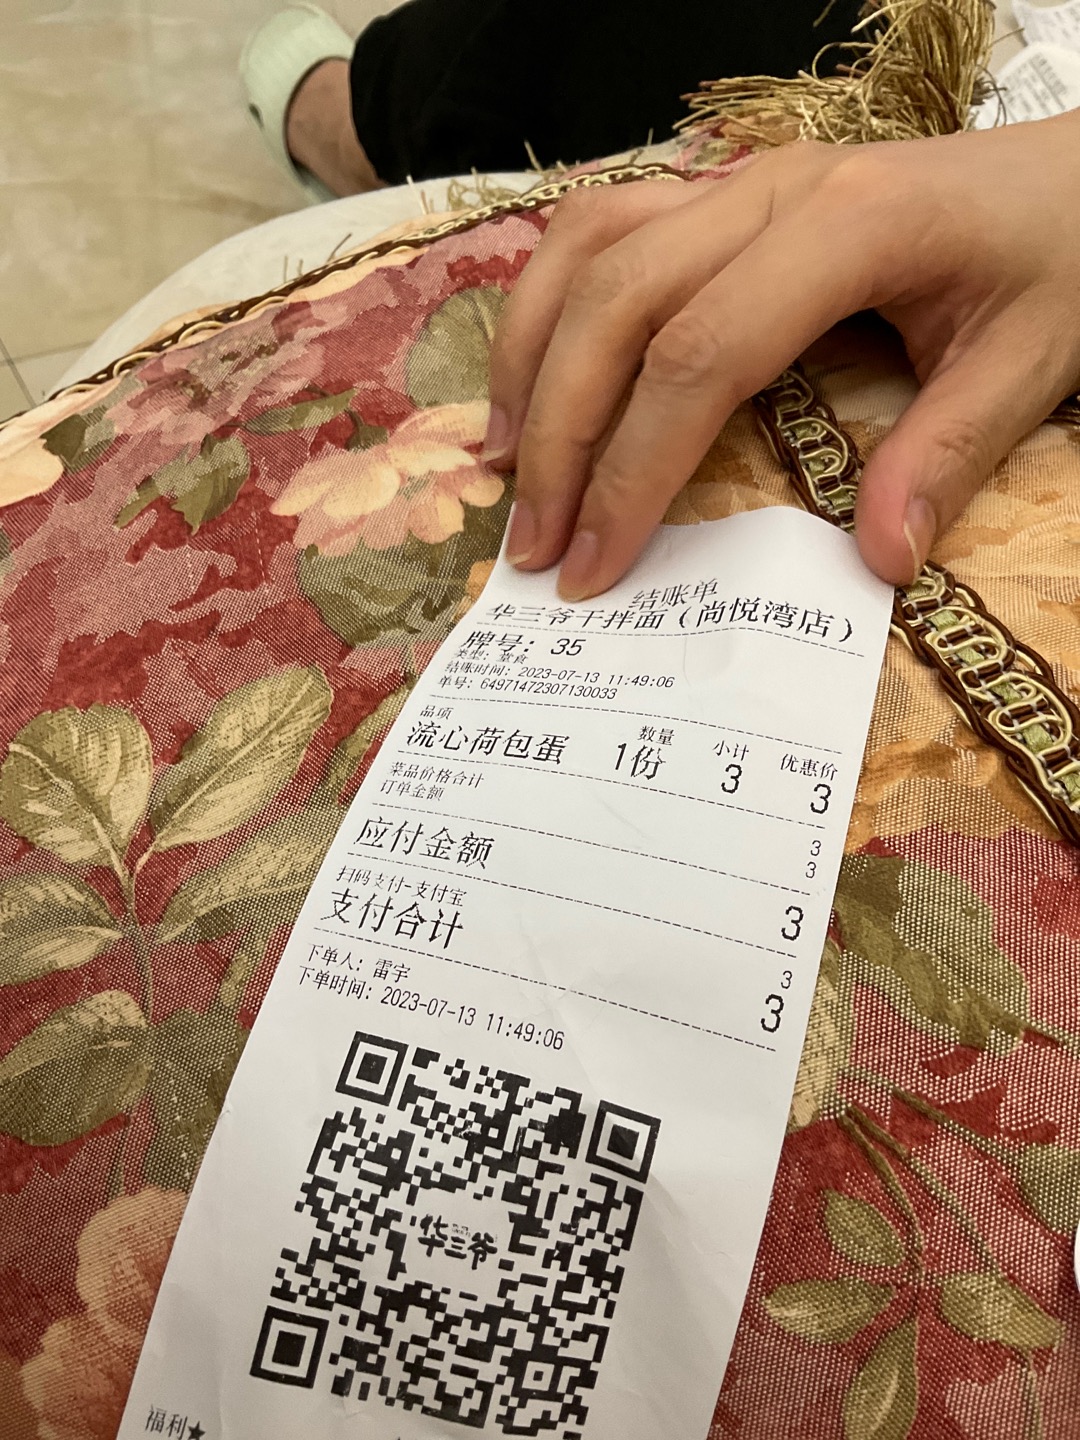 结账单
华三爷干拌面（尚悦湾店）
牌号：35
类型：堂食
结账时间：2023-07-13 11:49:06
单号：64971472307130033
品项 数量 小计 优惠价
流心荷包蛋 1份 3 3
菜品价格合计 3
订单金额 3
应付金额 3
扫码支付-支付宝 3
支付合计 3
下单人：雷宇
下单时间：2023-07-13 11:49:06
华三爷
福利★